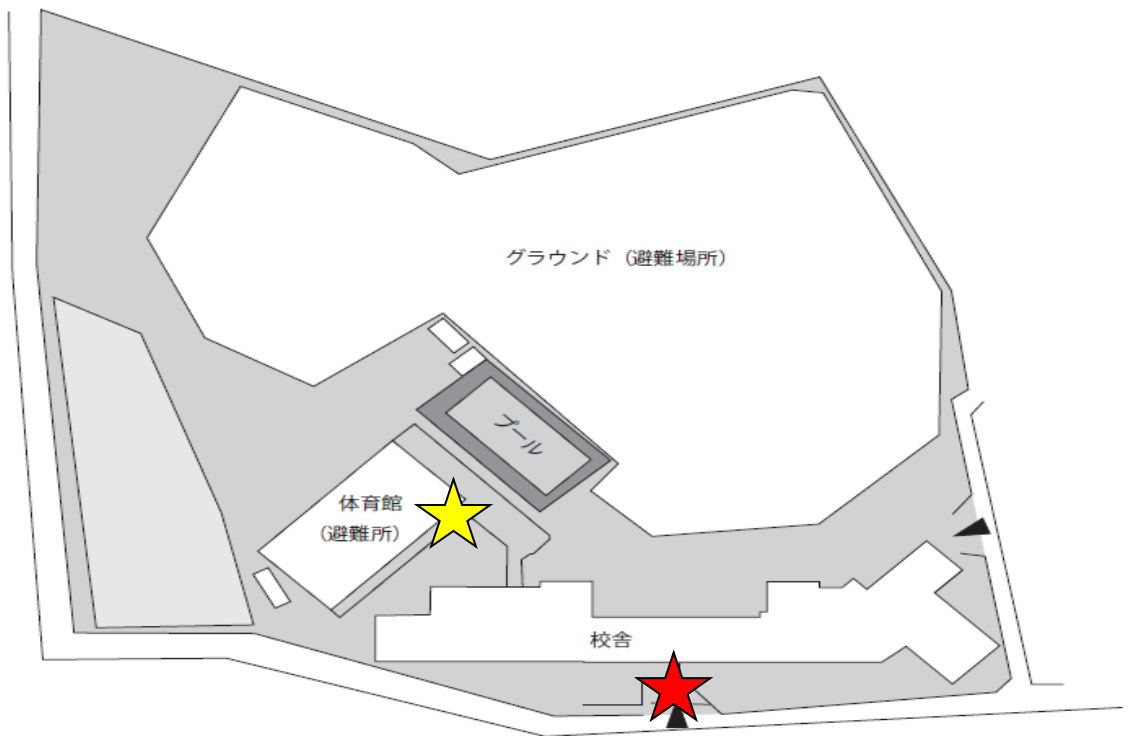 グラウンド（避難場所）
プール
体育館
（避難所）
校舎